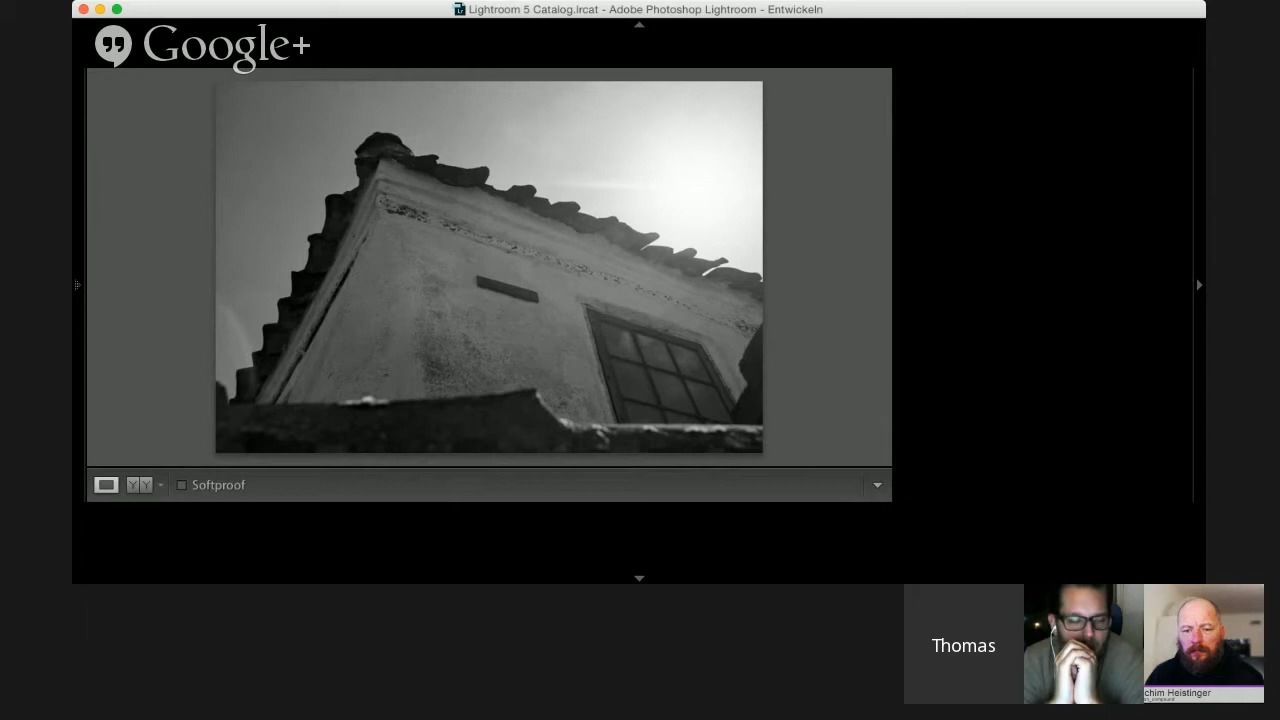 Lightroom 5 Catalog.lrcat - Adobe Photoshop Lightroom - Entwickeln
Google+
Y Y
Softproof
Thomas
chim Heistinger